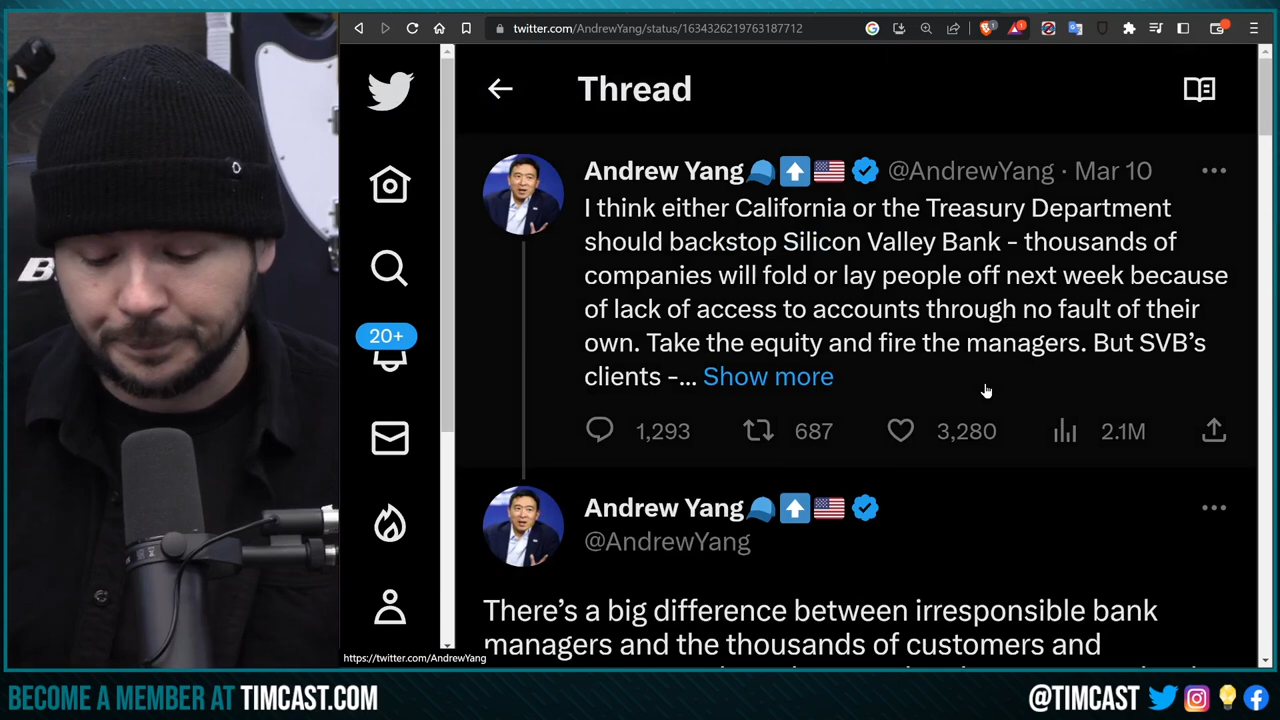 twitter.com/AndrewYang/status/1634326219763187712
Thread
Andrew Yang @AndrewYang · Mar 10
I think either California or the Treasury Department
should backstop Silicon Valley Bank - thousands of
companies will fold or lay people off next week because
of lack of access to accounts through no fault of their
own. Take the equity and fire the managers. But SVB's
clients -... Show more
1,293 687 3,280 2.1M
20+
Andrew Yang
@AndrewYang
There's a big difference between irresponsible bank
managers and the thousands of customers and
https://twitter.com/AndrewYang
BECOME A MEMBER AT TIMCAST.COM
@TIMCAST